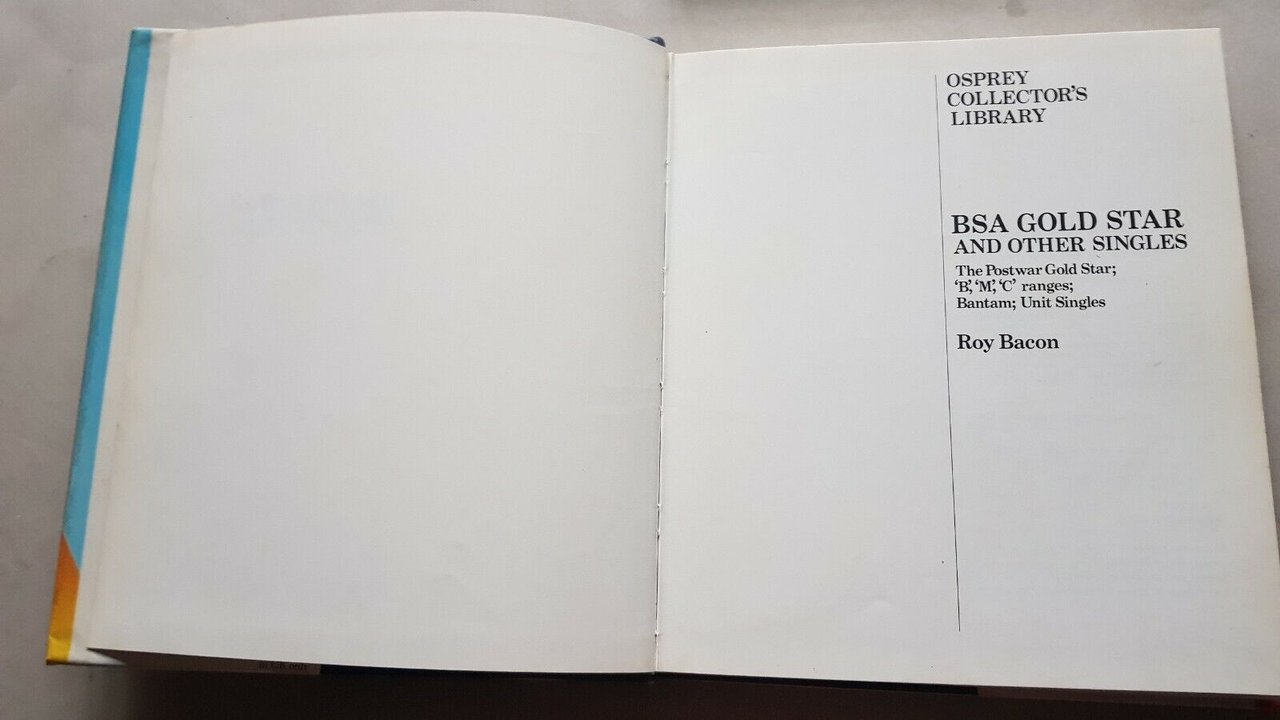 OSPREY
COLLECTOR'S
LIBRARY
BSA GOLD STAR
AND OTHER SINGLES
The Postwar Gold Star;
‘B’, ‘M’, ‘C’ ranges;
Bantam; Unit Singles
Roy Bacon